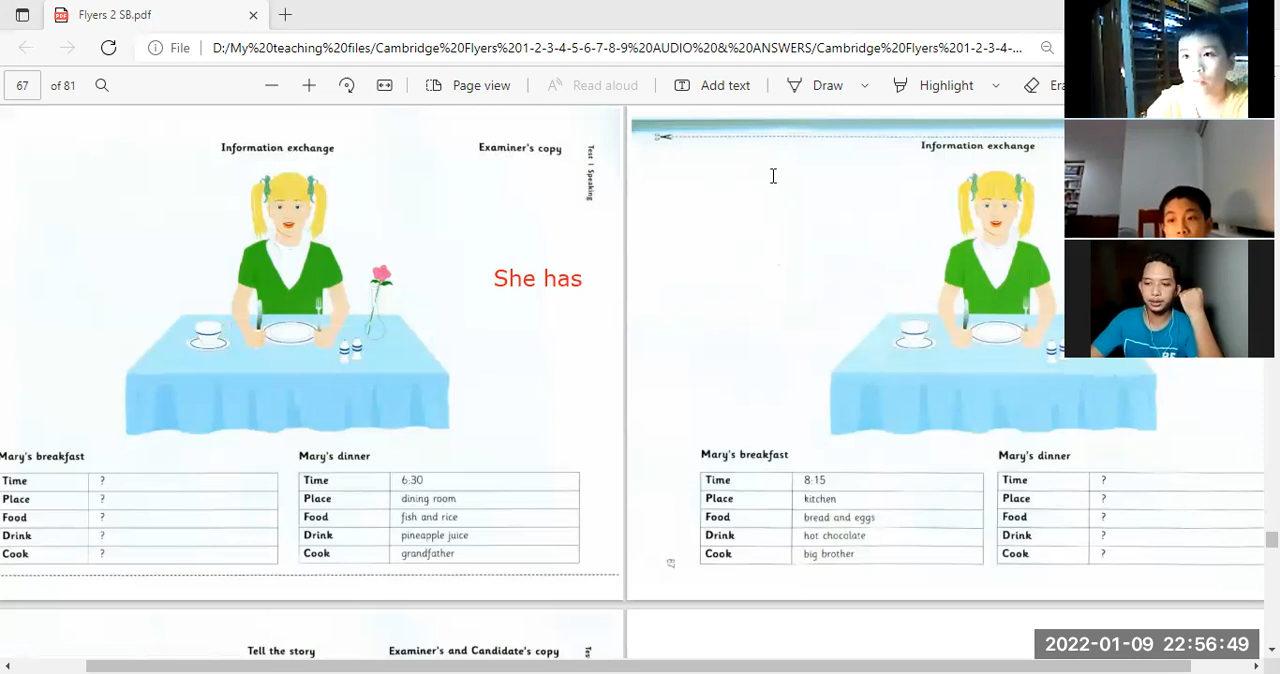 Flyers 2 SB.pdf
File
D:/My%20teaching%20files/Cambridge%20Flyers%201-2-3-4-5-6-7-8-9%20AUDIO%20&%20ANSWERS/Cambridge%20Flyers%201-2-3-4-...
67 of 81
Page view
Read aloud
Add text
Draw
Highlight
Era
Information exchange
Examiner's copy
Test 1 Speaking
She has
Mary's breakfast
Time ?
Place ?
Food ?
Drink ?
Cook ?
Mary's dinner
Time 6:30
Place dining room
Food fish and rice
Drink pineapple juice
Cook grandfather
Information exchange
Mary's breakfast
Time 8:15
Place kitchen
Food bread and eggs
Drink hot chocolate
Cook big brother
Mary's dinner
Time ?
Place ?
Food ?
Drink ?
Cook ?
67
Tell the story
Examiner's and Candidate's copy
Tes
2022-01-09 22:56:49